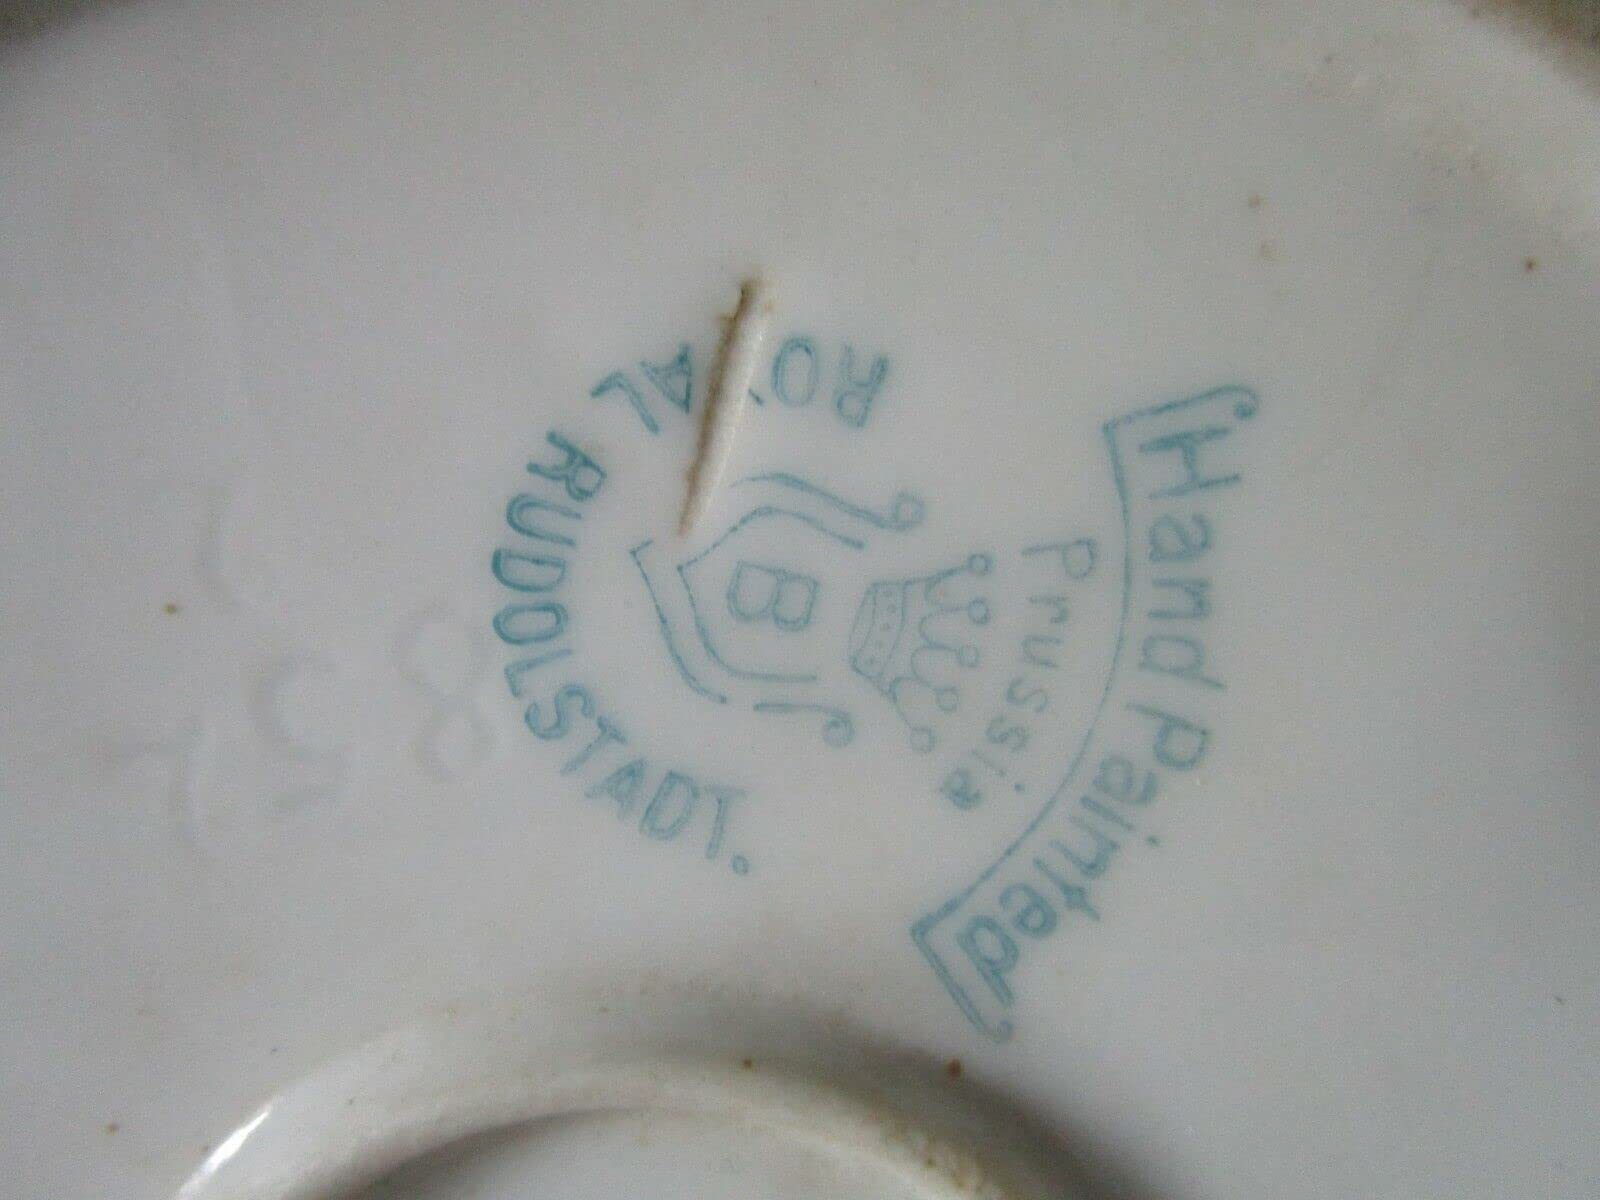 ROYAL RUDOLSTADT.
B
Prussia
Hand Painted